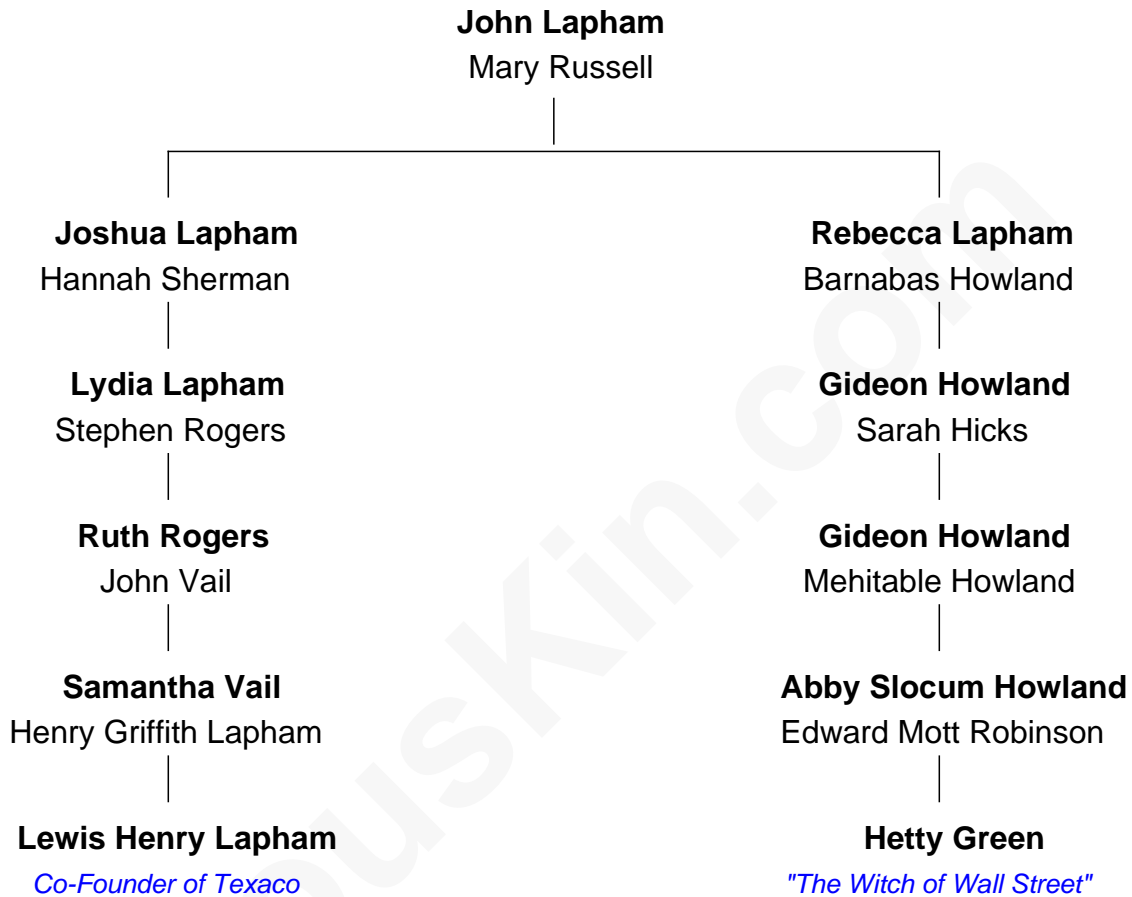 John Lapham
Mary Russell
Joshua Lapham
Hannah Sherman
Rebecca Lapham
Barnabas Howland
Lydia Lapham
Stephen Rogers
Gideon Howland
Sarah Hicks
Ruth Rogers
John Vail
Gideon Howland
Mehitable Howland
Samantha Vail
Henry Griffith Lapham
Abby Slocum Howland
Edward Mott Robinson
Lewis Henry Lapham
Co-Founder of Texaco
Hetty Green
"The Witch of Wall Street"
ousKin.com